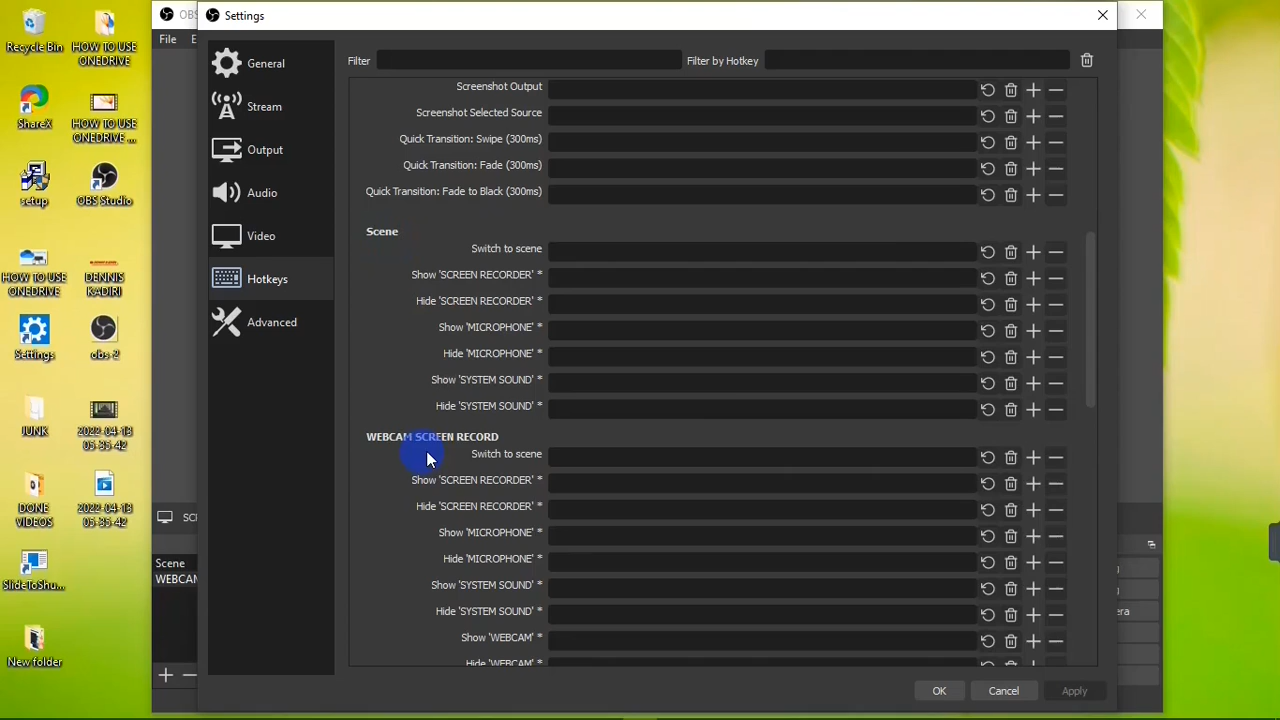 Recycle Bin
HOW TO USE
ONEDRIVE
ShareX
HOW TO USE
ONEDRIVE ...
setup
OBS Studio
HOW TO USE
ONEDRIVE
DENNIS
KADIRI
Settings
obs-2
JUNK
2022-04-13
05-35-42
DONE
VIDEOS
2022-04-13
05-35-42
SlideToShu...
New folder
OBS
File
E
Scene
WEBCAM
Settings
General
Stream
Output
Audio
Video
Hotkeys
Advanced
Filter
Filter by Hotkey
Screenshot Output
Screenshot Selected Source
Quick Transition: Swipe (300ms)
Quick Transition: Fade (300ms)
Quick Transition: Fade to Black (300ms)
Scene
Switch to scene
Show 'SCREEN RECORDER' *
Hide 'SCREEN RECORDER' *
Show 'MICROPHONE' *
Hide 'MICROPHONE' *
Show 'SYSTEM SOUND' *
Hide 'SYSTEM SOUND' *
WEBCAM SCREEN RECORD
Switch to scene
Show 'SCREEN RECORDER' *
Hide 'SCREEN RECORDER' *
Show 'MICROPHONE' *
Hide 'MICROPHONE' *
Show 'SYSTEM SOUND' *
Hide 'SYSTEM SOUND' *
Show 'WEBCAM' *
Hide 'WEBCAM' *
OK
Cancel
Apply